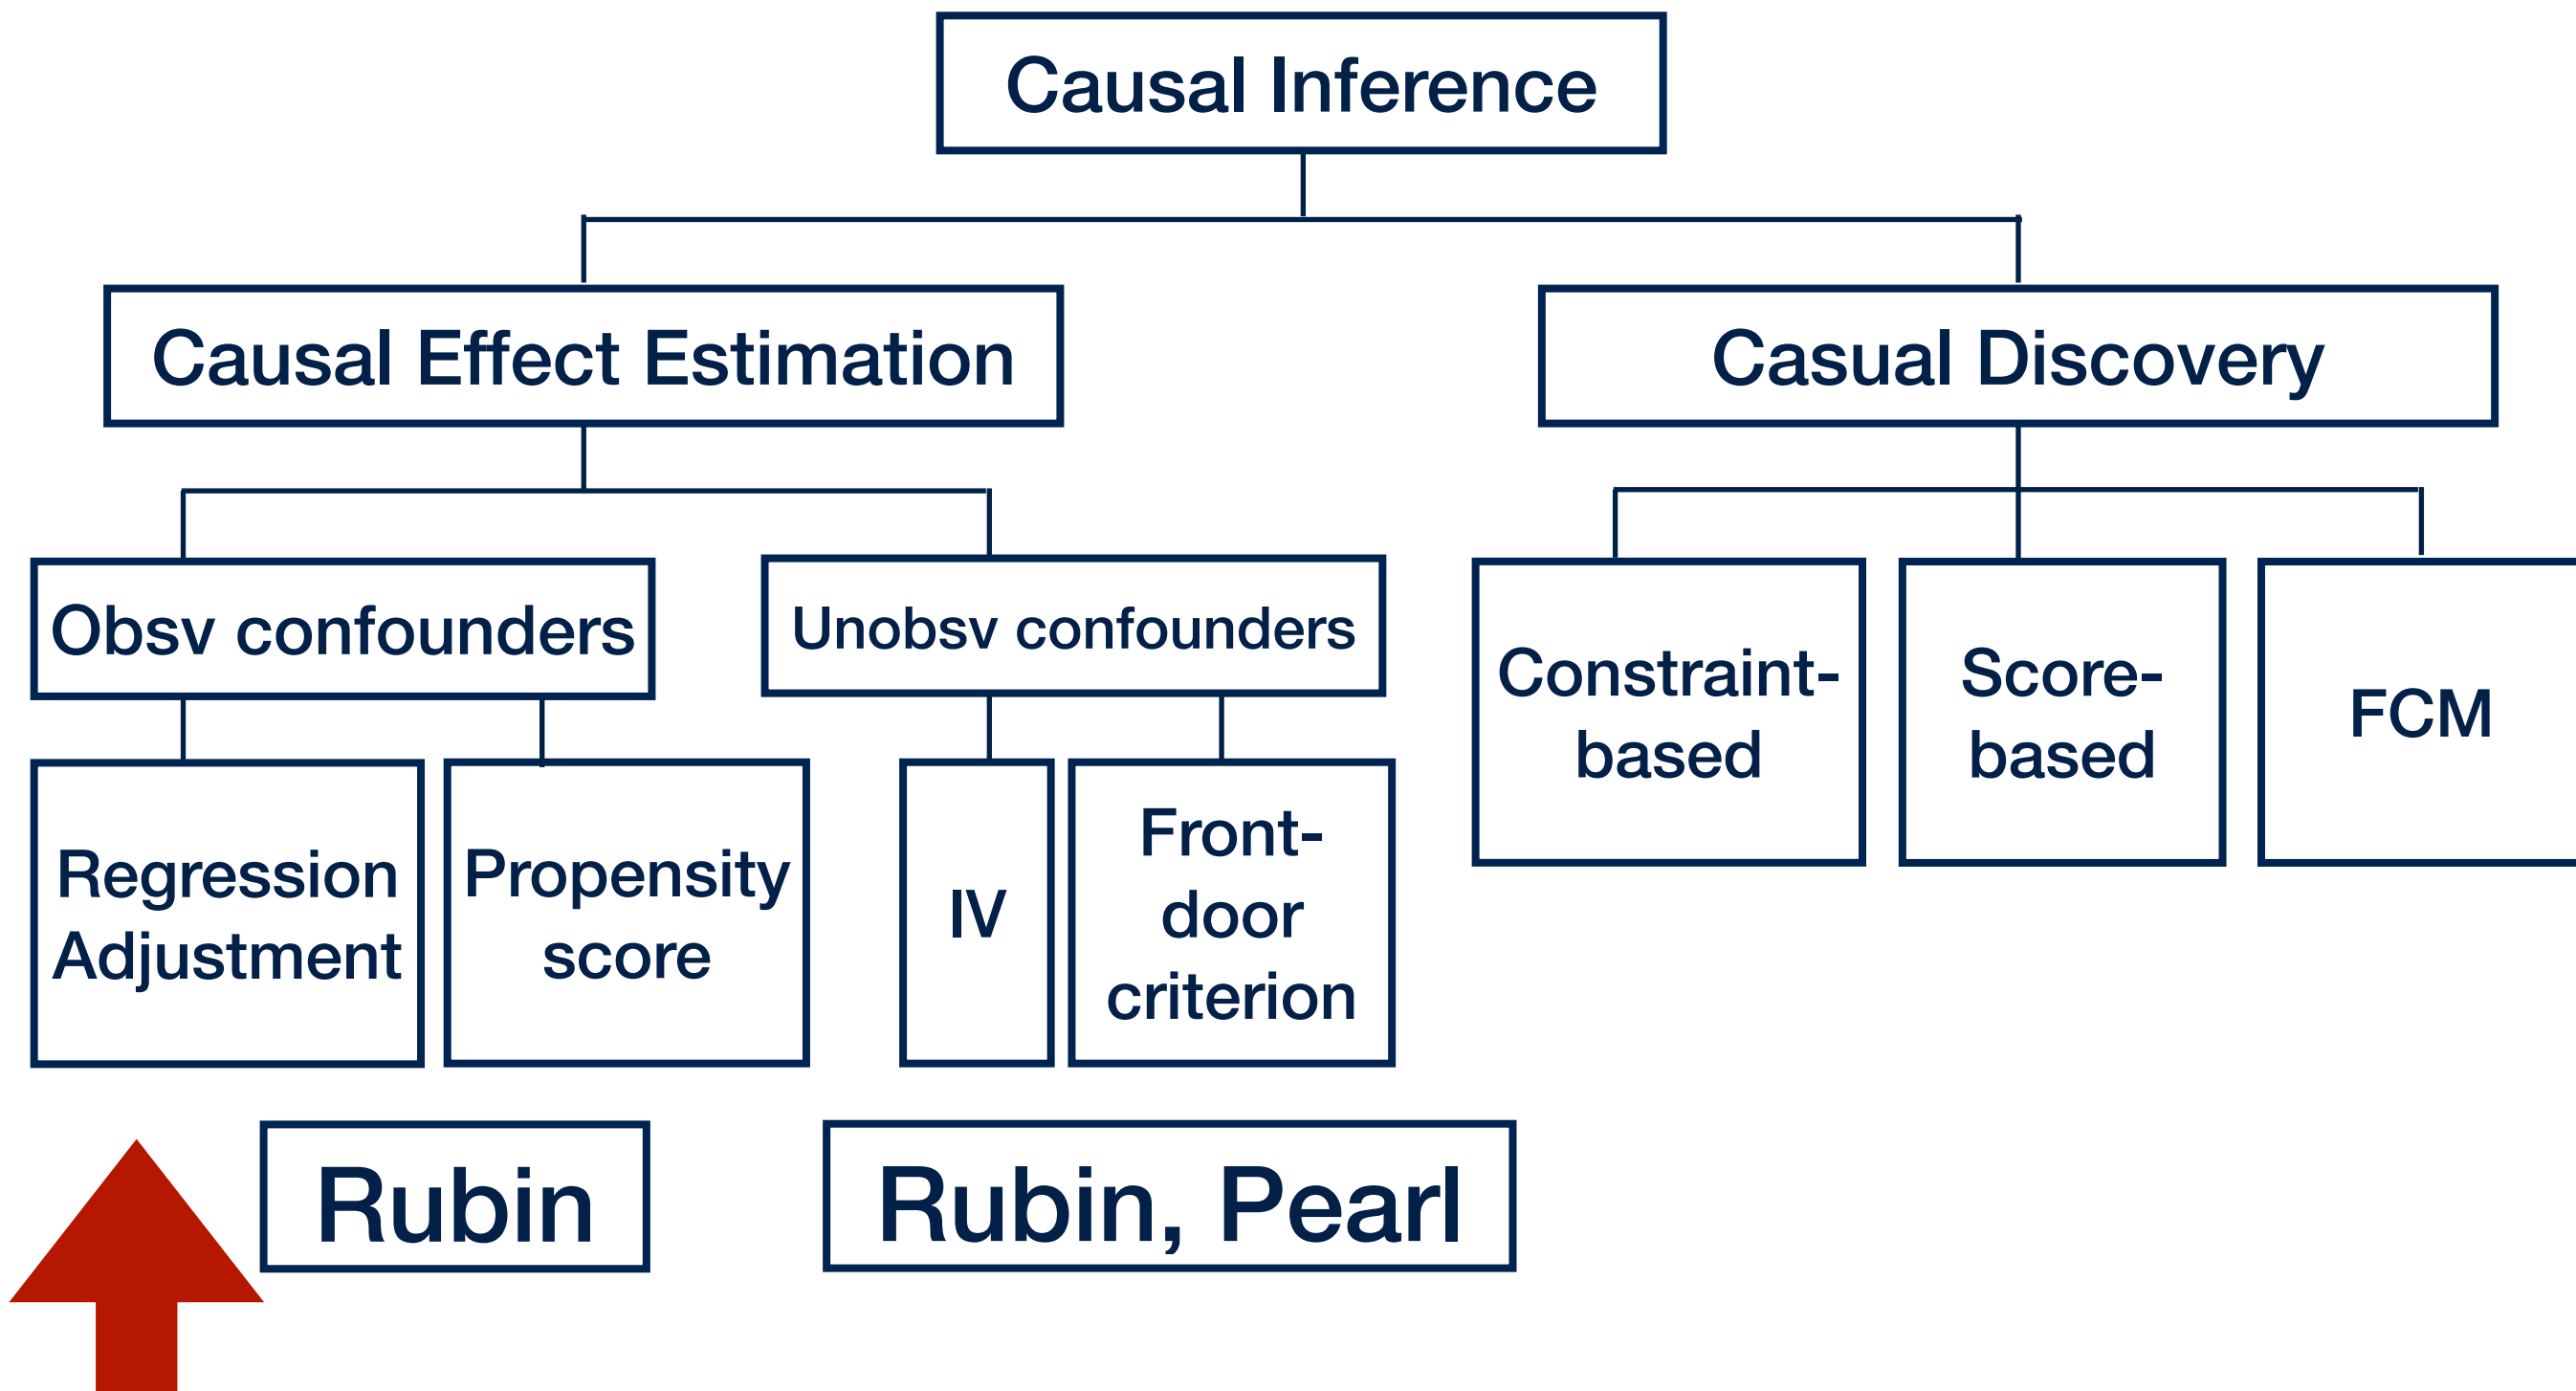 Causal Inference
Causal Effect Estimation
Casual Discovery
Obsv confounders
Unobsv confounders
Constraint-
based
Score-
based
FCM
Regression
Adjustment
Propensity
score
IV
Front-
door
criterion
Rubin
Rubin, Pearl